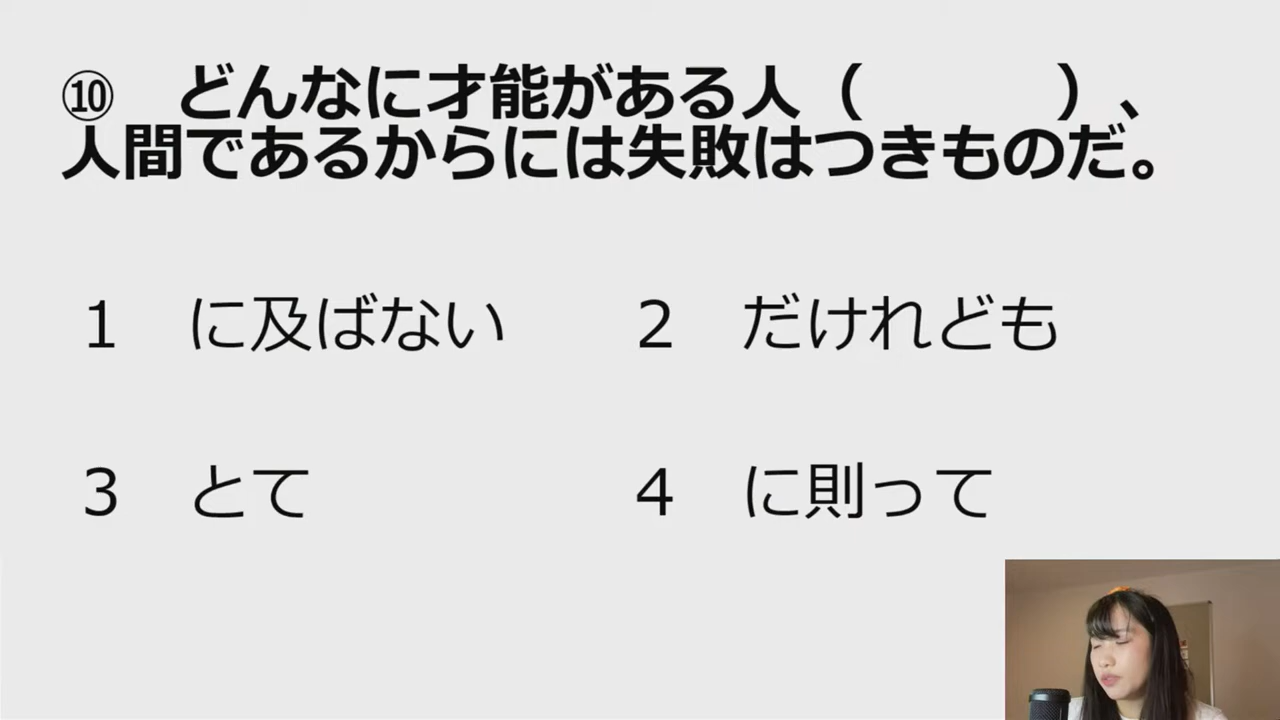 ⑩　どんなに才能がある人（　　　）、
人間であるからには失敗はつきものだ。
1　に及ばない　2　だけれども
3　とて　4　に則って